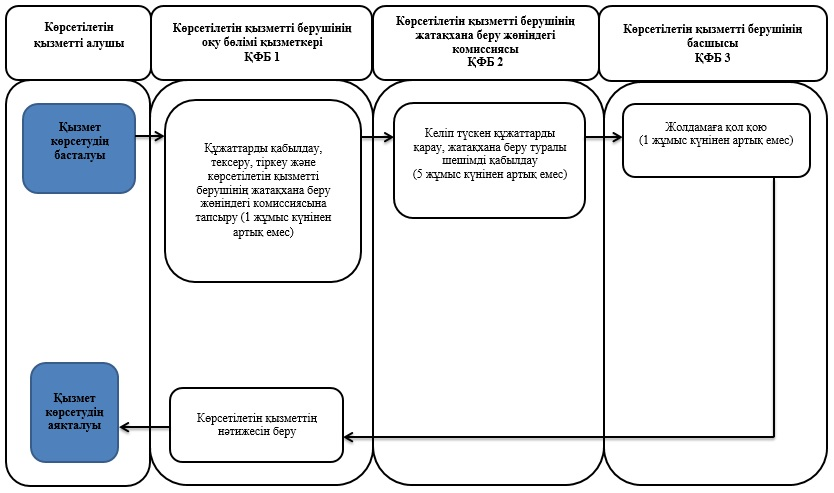 Көрсетілетін
қызметті алушы
Көрсетілетін қызметті берушінің
оқу бөлімі қызметкері
ҚФБ 1
Көрсетілетін қызметті берушінің
жатақхана беру жөніндегі
комиссиясы
ҚФБ 2
Көрсетілетін қызметті берушінің
басшысы
ҚФБ 3
Қызмет
көрсетудің
басталуы
Құжаттарды қабылдау,
тексеру, тіркеу және
көрсетілетін қызметті
берушінің жатақхана беру
жөніндегі комиссиясына
тапсыру (1 жұмыс күнінен
артық емес)
Келіп түскен құжаттарды
қарау, жатақхана беру туралы
шешімді қабылдау
(5 жұмыс күнінен артық емес)
Жолдамаға қол қою
(1 жұмыс күнінен артық емес)
Қызмет
көрсетудің
аяқталуы
Көрсетілетін қызметтің
нәтижесін беру